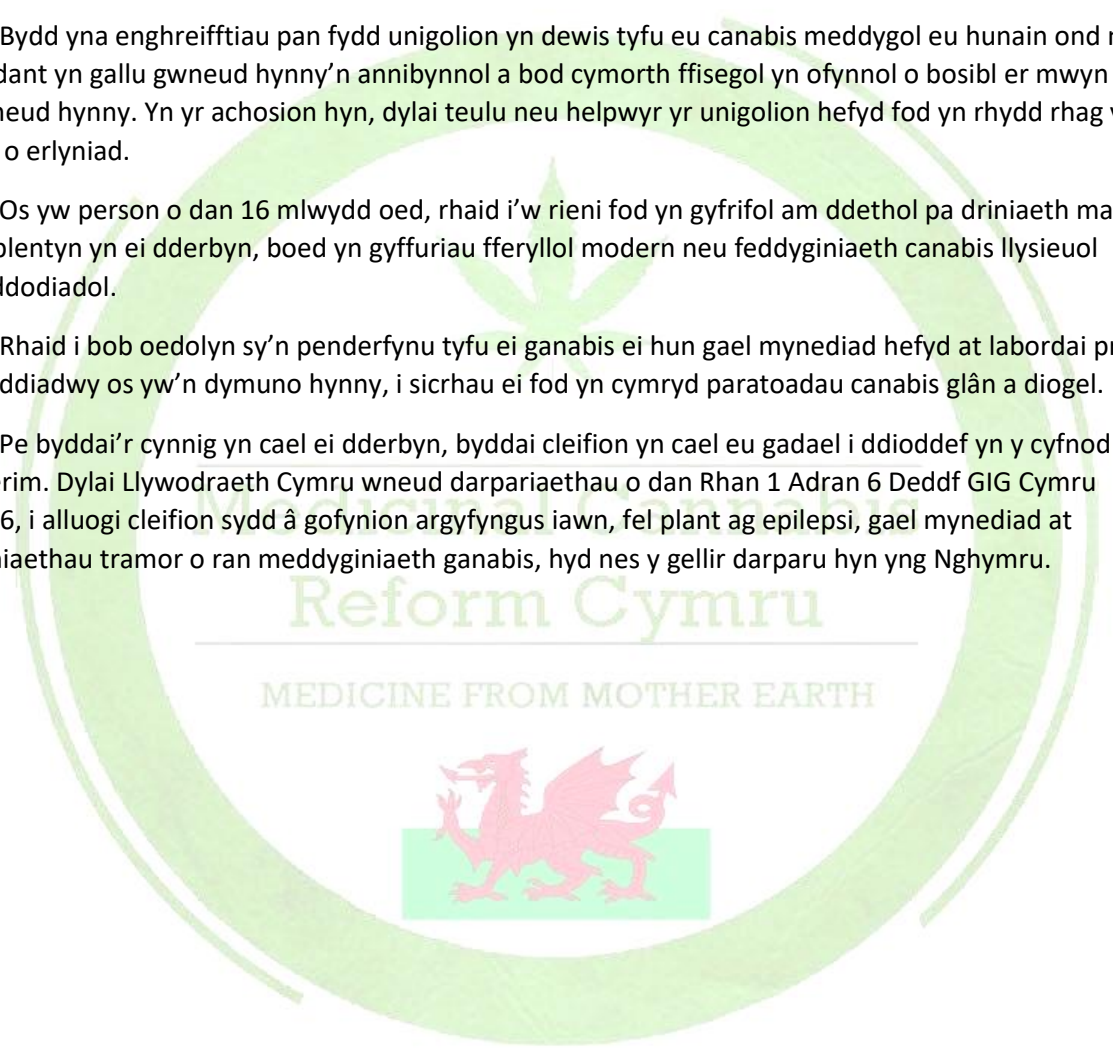 Bydd yna enghreifftiau pan fydd unigolion yn dewis tyfu eu canabis meddygol eu hunain ond
yn gallu gwneud hynny'n annibynnol a bod cymorth ffisegol yn ofynnol o bosibl er mwyn
hynny. Yn yr achosion hyn, dylai teulu neu helpwyr yr unigolion hefyd fod yn rhydd rhag
o erlyniad.
Os yw person o dan 16 mlwydd oed, rhaid i'w rieni fod yn gyfrifol am ddethol pa driniaeth
yn ei dderbyn, boed yn gyffuriau fferyllol modern neu feddyginiaeth canabis llysieuol
Rhaid i bob oedolyn sy'n penderfynu tyfu ei ganabis ei hun gael mynediad hefyd at labordai
os yw'n dymuno hynny, i sicrhau ei fod yn cymryd paratoadau canabis glân a diogel.
Pe byddai'r cynnig yn cael ei dderbyn, byddai cleifion yn cael eu gadael i ddioddef yn y cyfnod
Dylai Llywodraeth Cymru wneud darpariaethau o dan Rhan 1 Adran 6 Deddf GIG Cymru
i alluogi cleifion sydd â gofynion argyfyngus iawn, fel plant ag epilepsi, gael mynediad at
tramor o ran meddyginiaeth ganabis, hyd nes y gellir darparu hyn yng Nghymru.
Medicinal Cannabis
Reform Cymru
MEDICINE FROM MOTHER EARTH